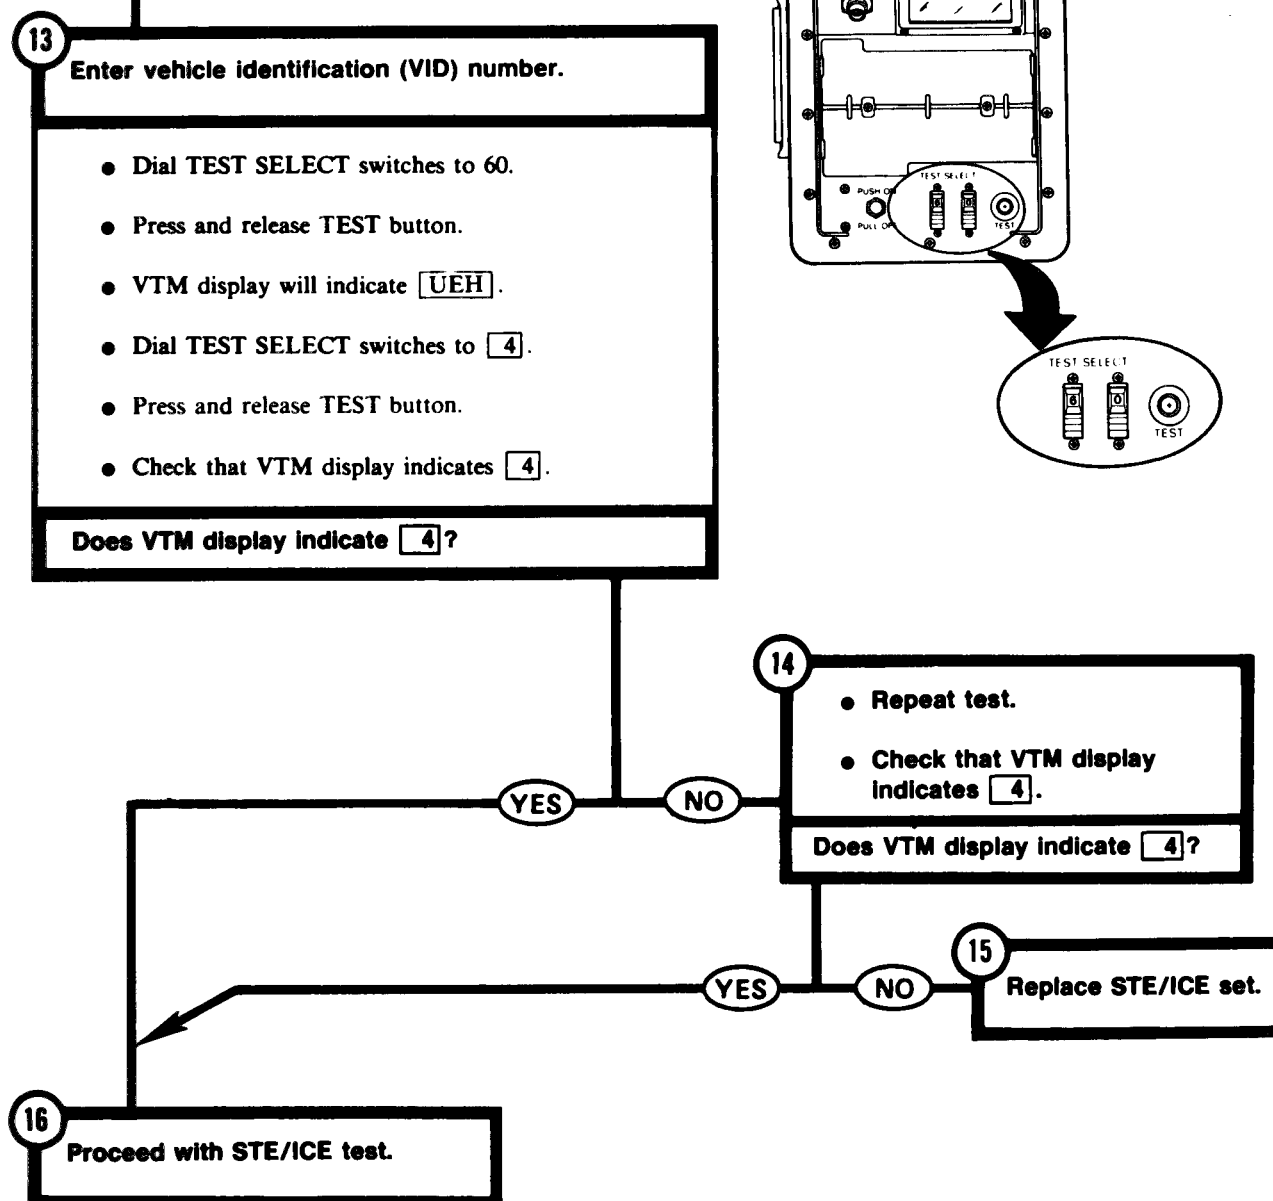 13
Enter vehicle identification (VID) number.
● Dial TEST SELECT switches to 60.
● Press and release TEST button.
● VTM display will indicate UEH.
● Dial TEST SELECT switches to 4.
● Press and release TEST button.
● Check that VTM display indicates 4.
Does VTM display indicate 4?
TEST SELECT
PUSH ON
PULL OFF
6 0
TEST
TEST SELECT
6 0
TEST
14
● Repeat test.
● Check that VTM display
indicates 4.
Does VTM display indicate 4?
YES
NO
15
Replace STE/ICE set.
YES
NO
16
Proceed with STE/ICE test.